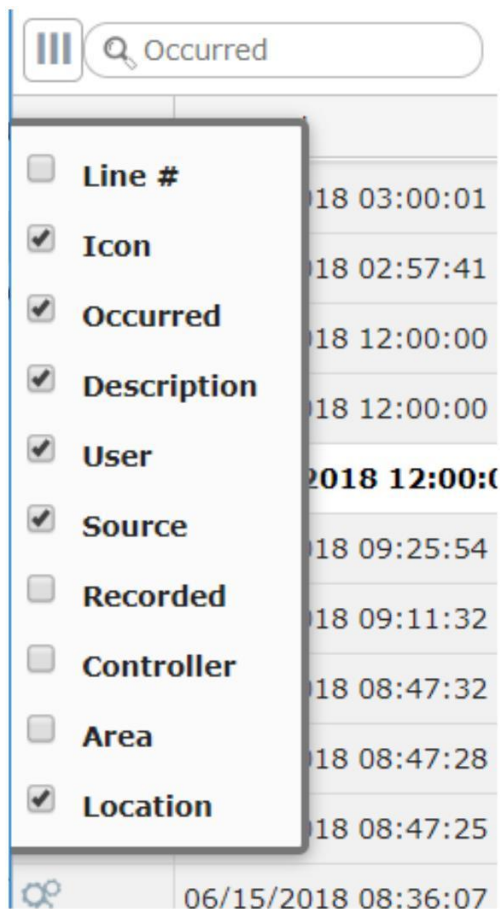 Occurred
Line #
18 03:00:01
Icon
18 02:57:41
Occurred
18 12:00:00
Description
18 12:00:00
User
2018 12:00:0
Source
18 09:25:54
Recorded
18 09:11:32
Controller
18 08:47:32
Area
18 08:47:28
Location
18 08:47:25
06/15/2018 08:36:07